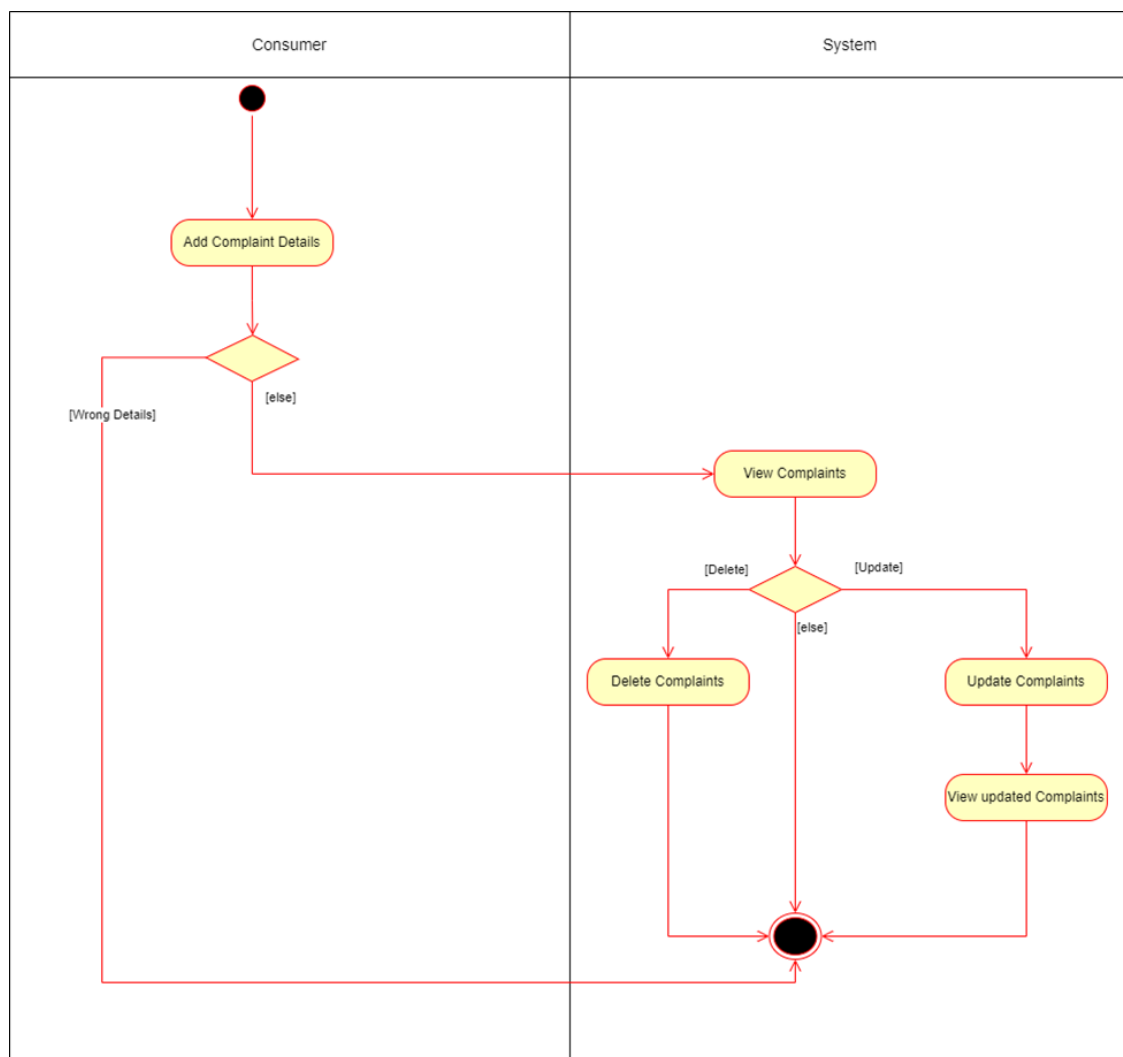 Consumer
System
Add Complaint Details
[else]
[Wrong Details]
View Complaints
[Delete]
[Update]
[else]
Delete Complaints
Update Complaints
View updated Complaints